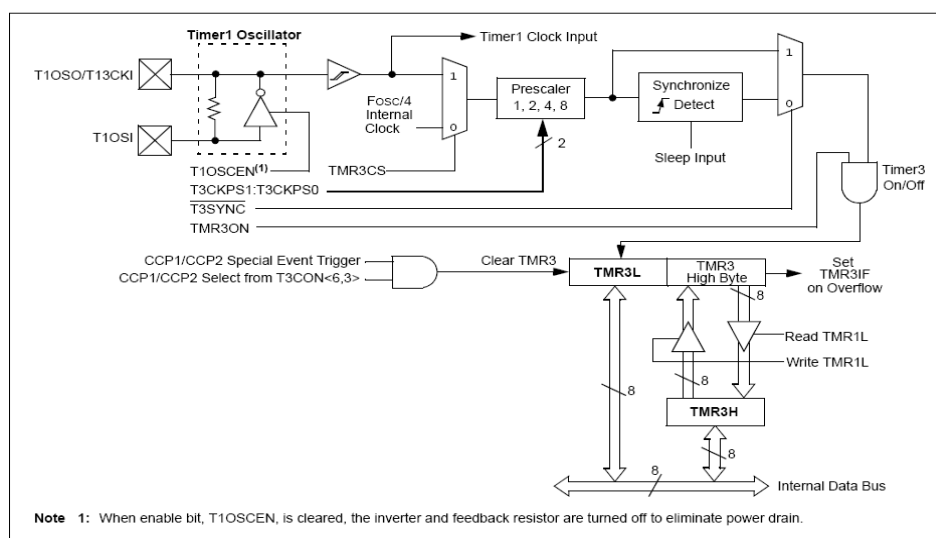 Timer1 Oscillator
Timer1 Clock Input
T1OSO/T13CKI
1
1
Fosc/4
Internal
Clock
Prescaler
1, 2, 4, 8
Synchronize
Detect
0
0
T1OSI
2
Sleep Input
T1OSCEN(1)
TMR3CS
Timer3
On/Off
T3CKPS1:T3CKPS0
T3SYNC
TMR3ON
CCP1/CCP2 Special Event Trigger
CCP1/CCP2 Select from T3CON<6,3>
Clear TMR3
TMR3L
TMR3
High Byte
Set
TMR3IF
on Overflow
8
Read TMR1L
Write TMR1L
8
8
TMR3H
8
8
Internal Data Bus
Note 1: When enable bit, T1OSCEN, is cleared, the inverter and feedback resistor are turned off to eliminate power drain.